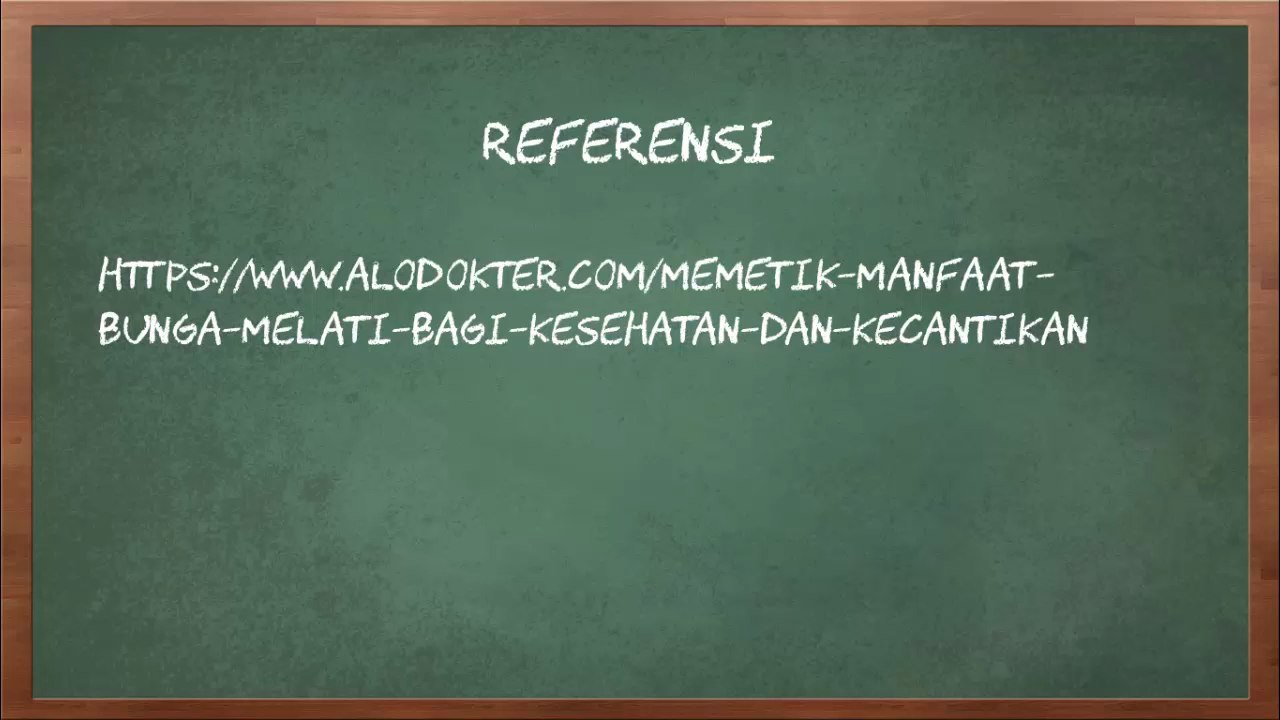 REFERENSI
HTTPS://WWW.ALODOKTER.COM/MEMETIK-MANFAAT-
BUNGA-MELATI-BAGI-KESEHATAN-DAN-KECANTIKAN